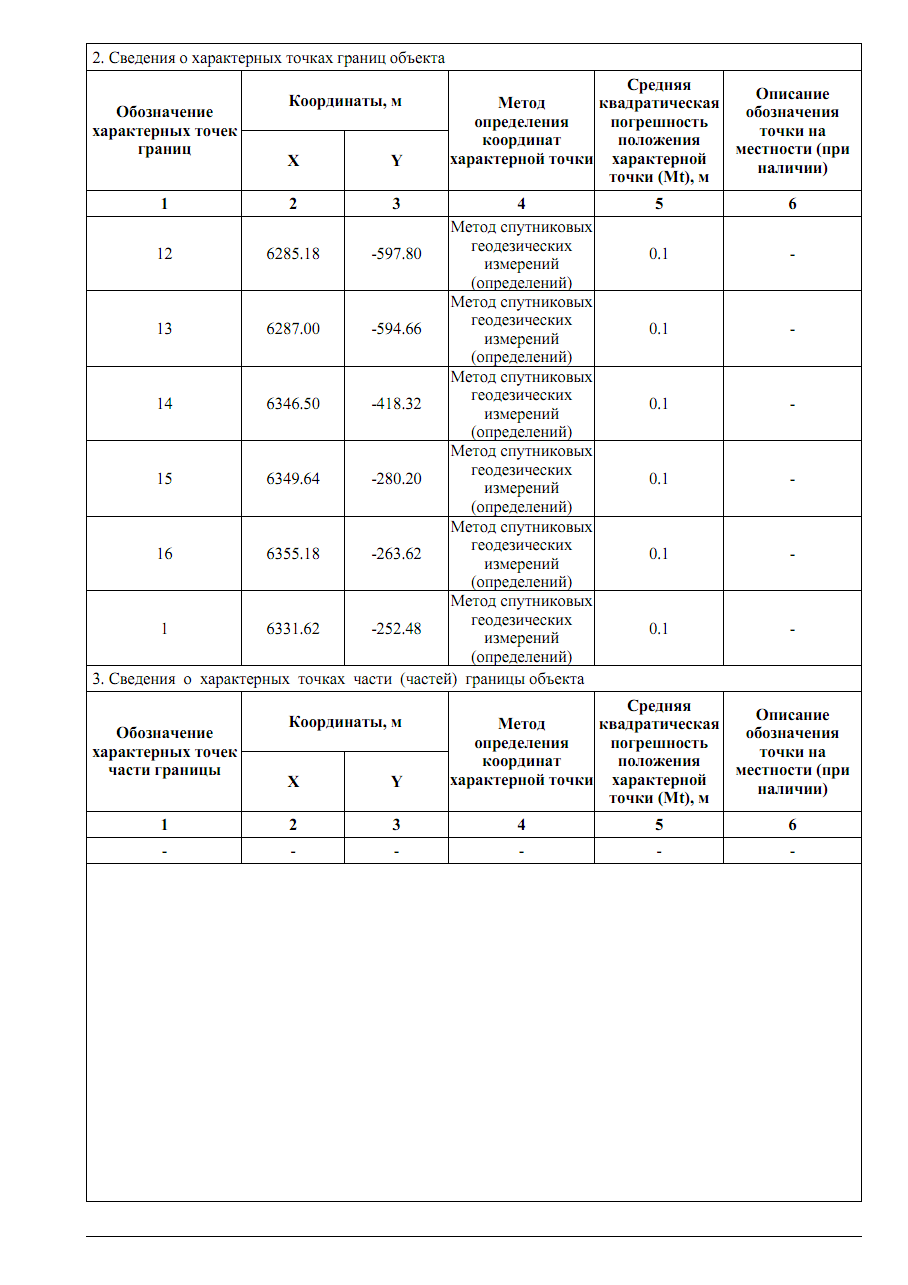 2. Сведения о характерных точках границ объекта
Обозначение
характерных точек
границ
Координаты, м
X
Y
Метод
определения
координат
характерной точки
Средняя
квадратическая
погрешность
положения
характерной
точки (Mt), м
Описание
обозначения
точки на
местности (при
наличии)
1 2 3 4 5 6
12 6285.18 -597.80 Метод спутниковых
геодезических
измерений
(определений) 0.1 -
13 6287.00 -594.66 Метод спутниковых
геодезических
измерений
(определений) 0.1 -
14 6346.50 -418.32 Метод спутниковых
геодезических
измерений
(определений) 0.1 -
15 6349.64 -280.20 Метод спутниковых
геодезических
измерений
(определений) 0.1 -
16 6355.18 -263.62 Метод спутниковых
геодезических
измерений
(определений) 0.1 -
1 6331.62 -252.48 Метод спутниковых
геодезических
измерений
(определений) 0.1 -
3. Сведения о характерных точках части (частей) границы объекта
Обозначение
характерных точек
части границы
Координаты, м
X
Y
Метод
определения
координат
характерной точки
Средняя
квадратическая
погрешность
положения
характерной
точки (Mt), м
Описание
обозначения
точки на
местности (при
наличии)
1 2 3 4 5 6
- - - - - -